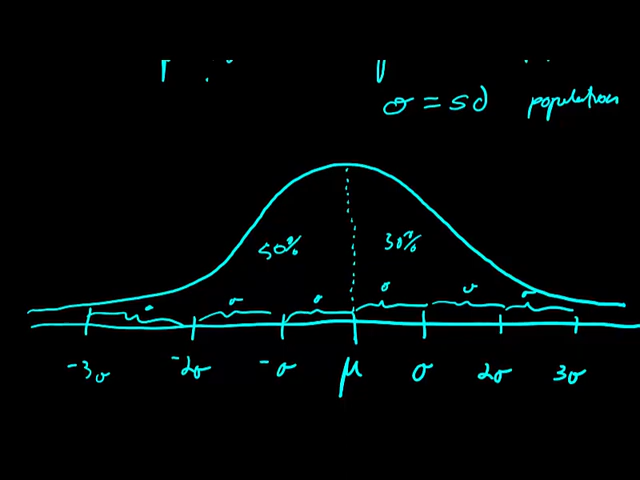 σ = sd population
50% 30%
σ σ σ σ σ σ
-3σ -2σ -σ μ σ 2σ 3σ